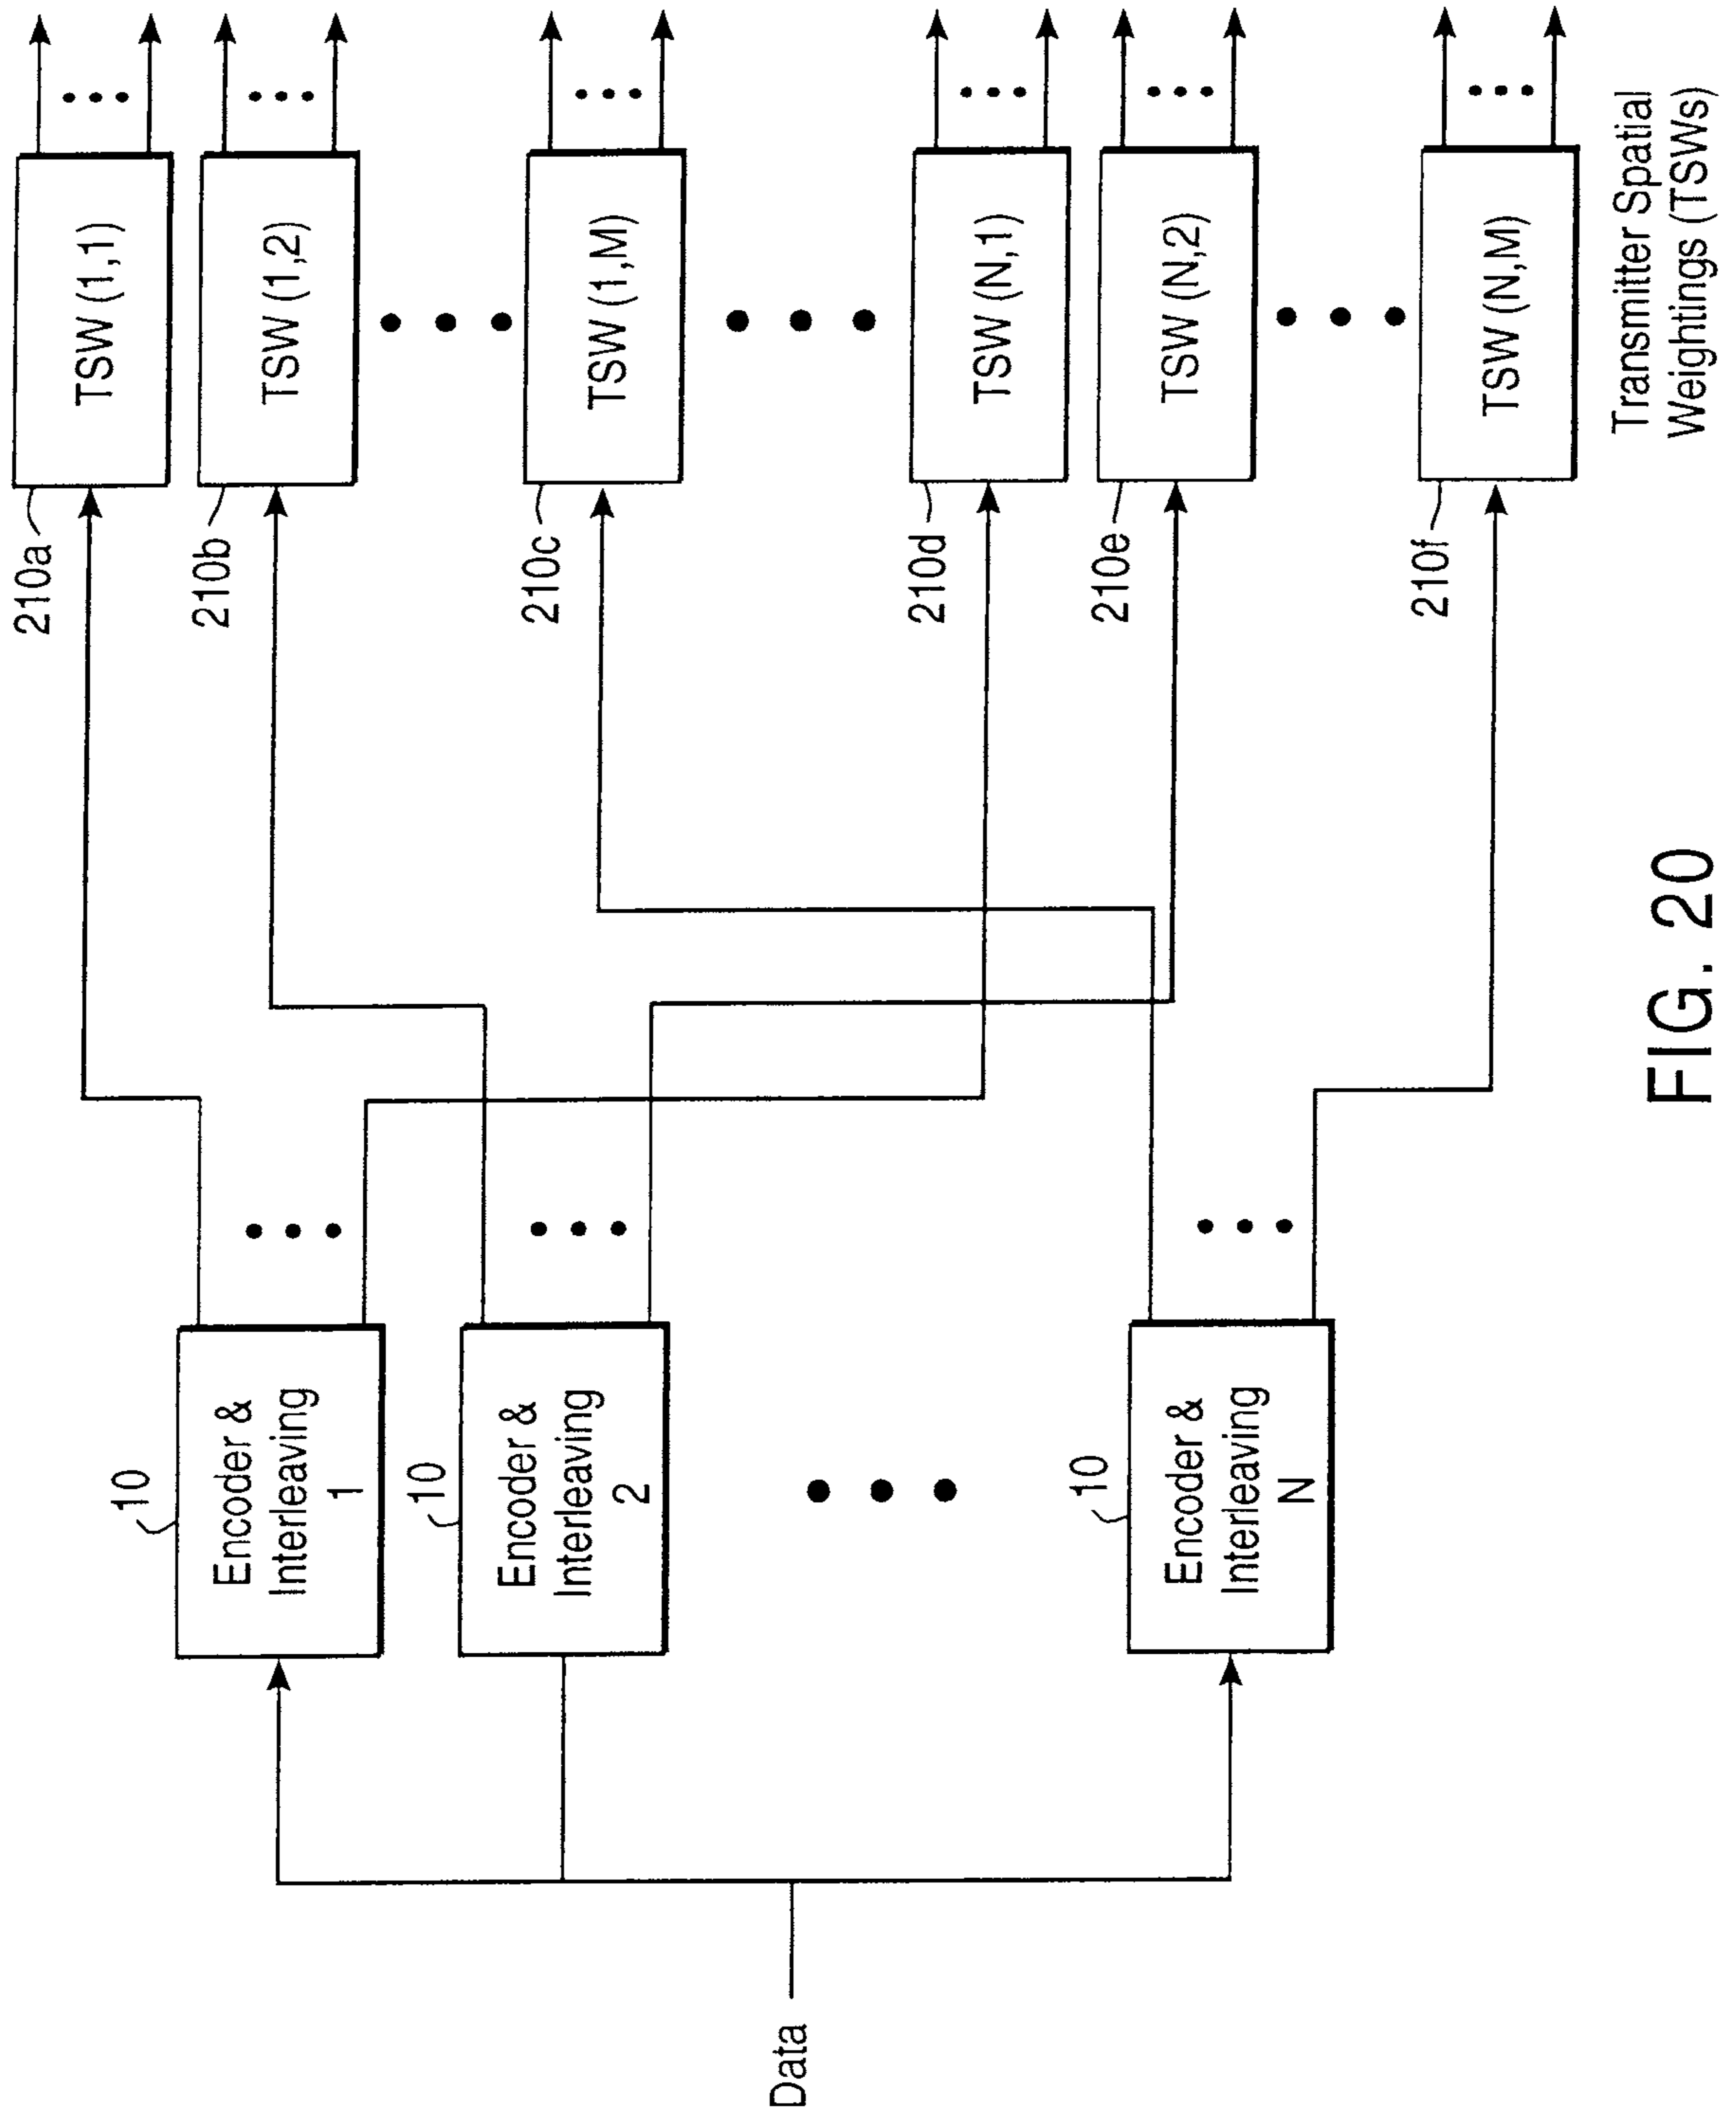 Data
10
Encoder &
Interleaving
1
10
Encoder &
Interleaving
2
10
Encoder &
Interleaving
N
210a
TSW (1,1)
210b
TSW (1,2)
210c
TSW (1,M)
210d
TSW (N,1)
210e
TSW (N,2)
210f
TSW (N,M)
Transmitter Spatial
Weightings (TSWs)
FIG. 20